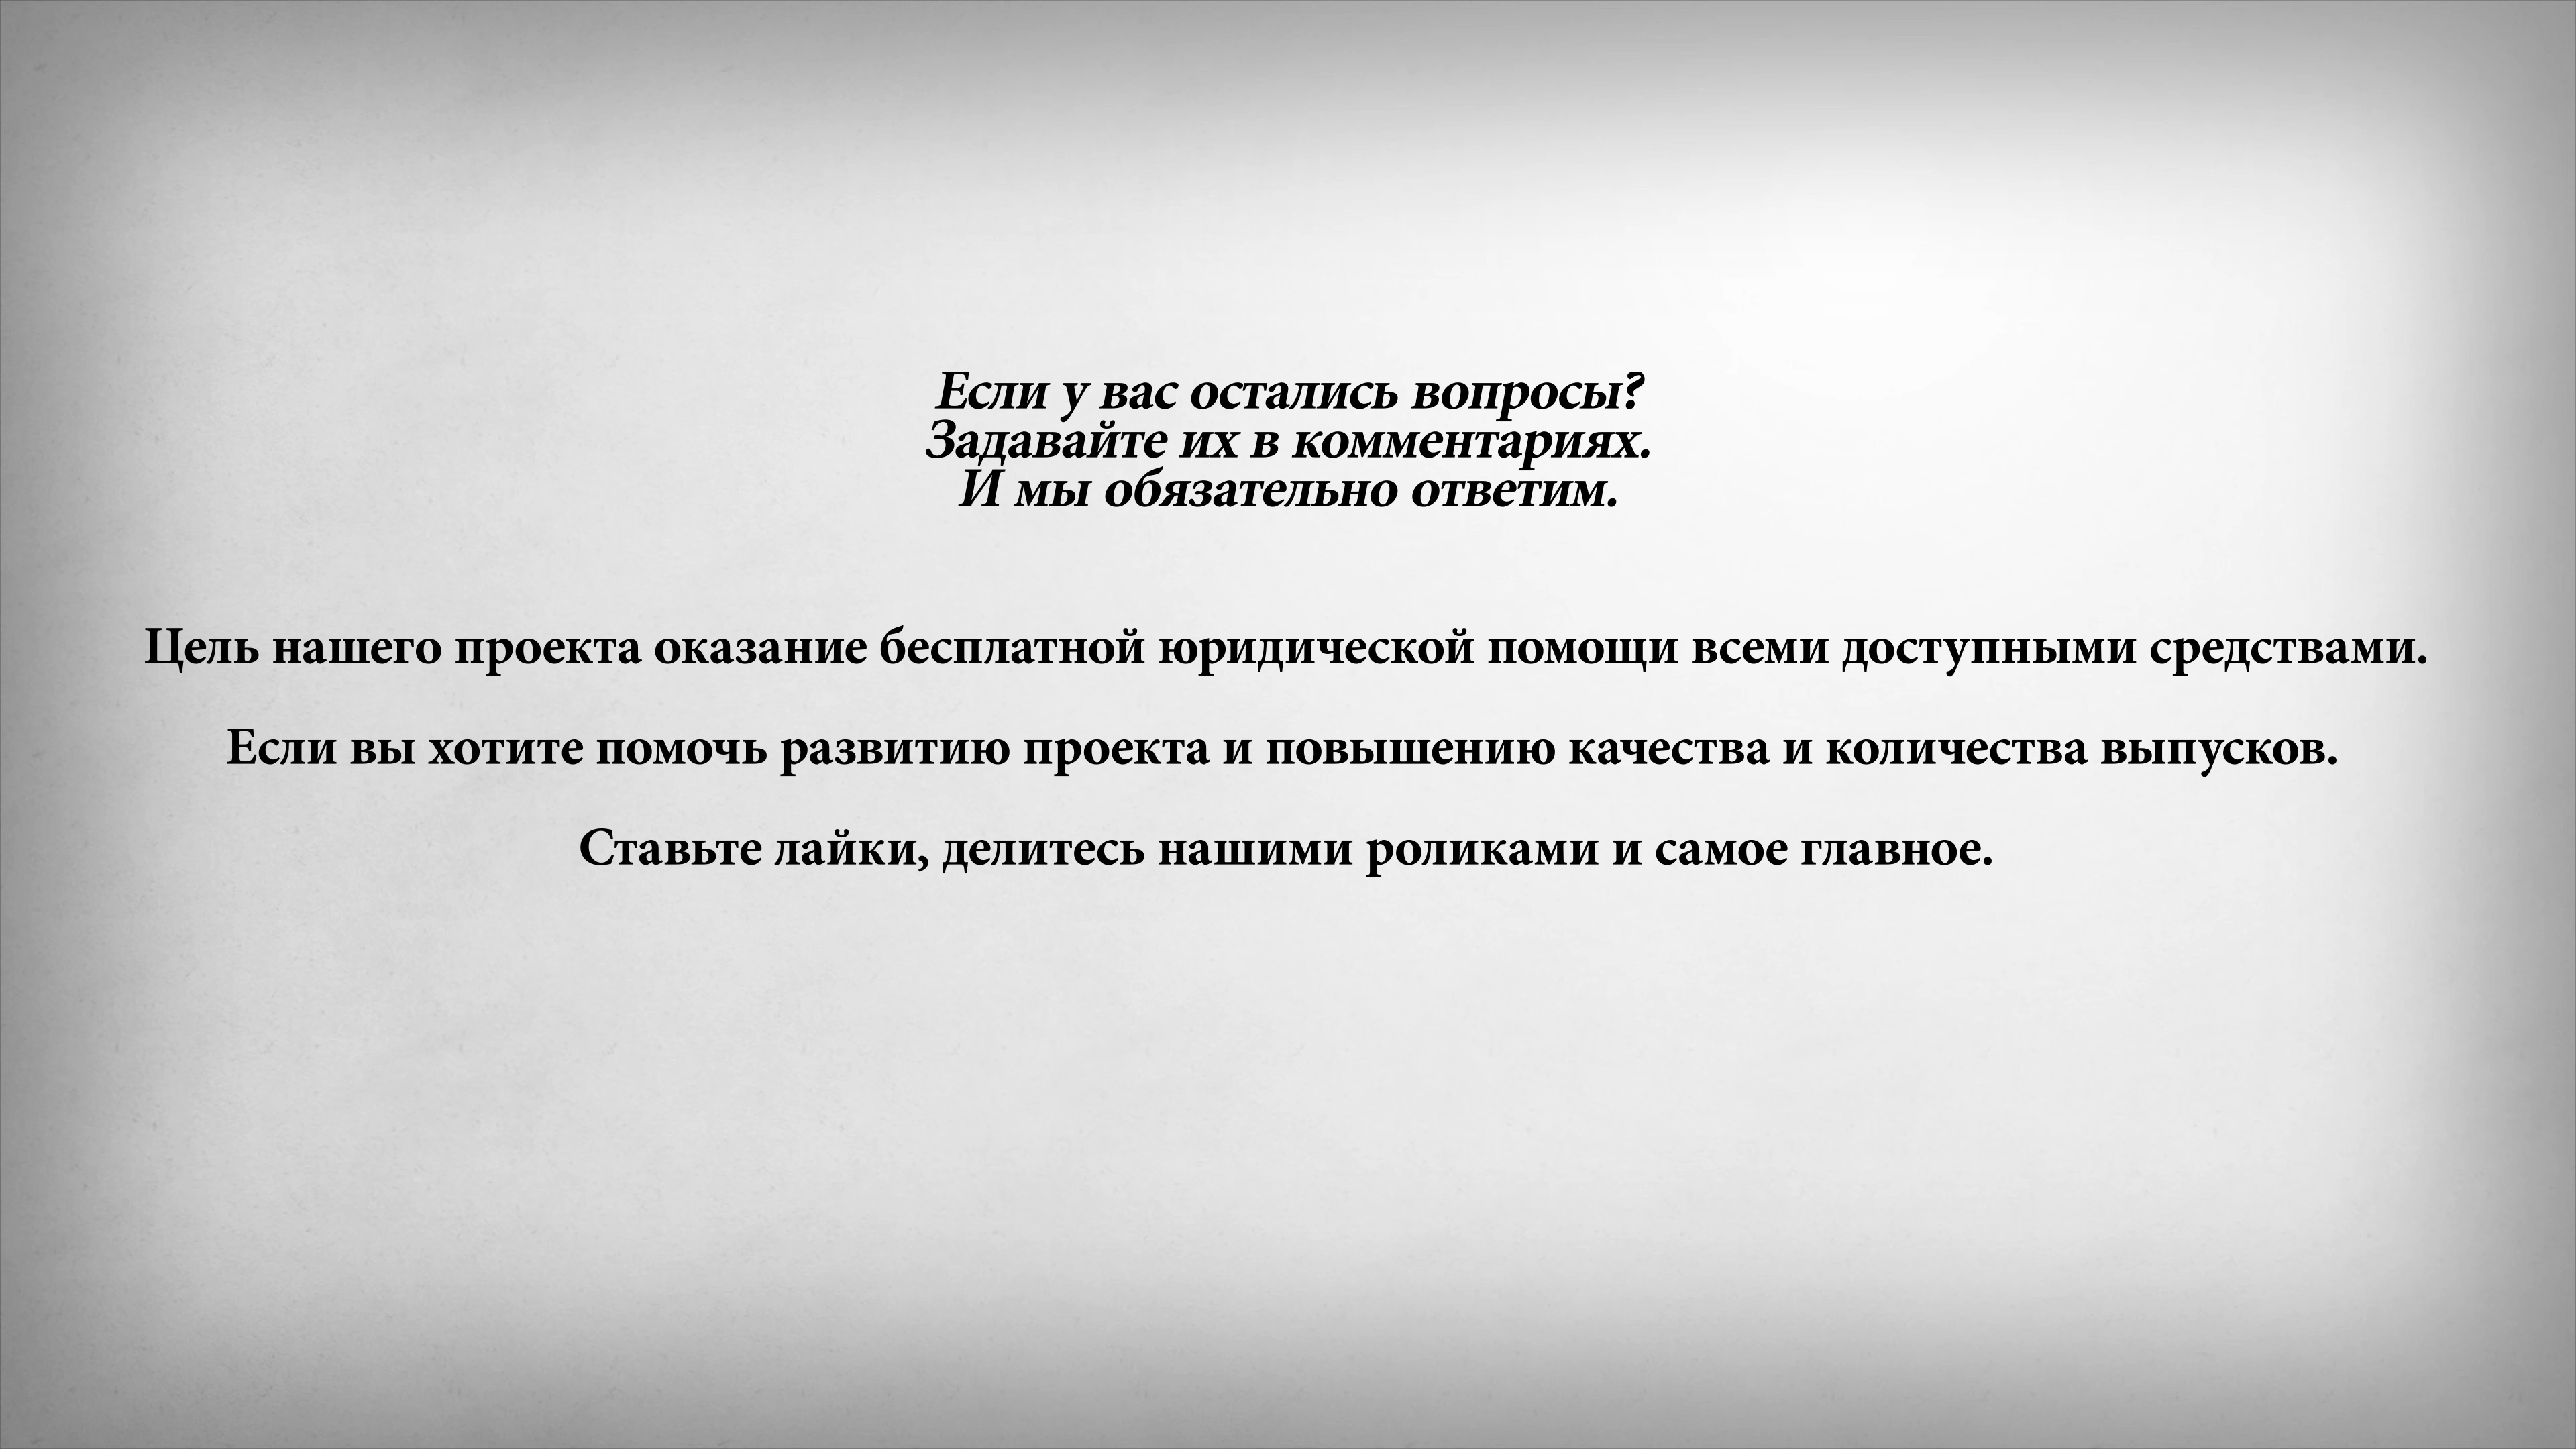 Если у вас остались вопросы?
Задавайте их в комментариях.
И мы обязательно ответим.
Цель нашего проекта оказание бесплатной юридической помощи всеми доступными средствами.
Если вы хотите помочь развитию проекта и повышению качества и количества выпусков.
Ставьте лайки, делитесь нашими роликами и самое главное.